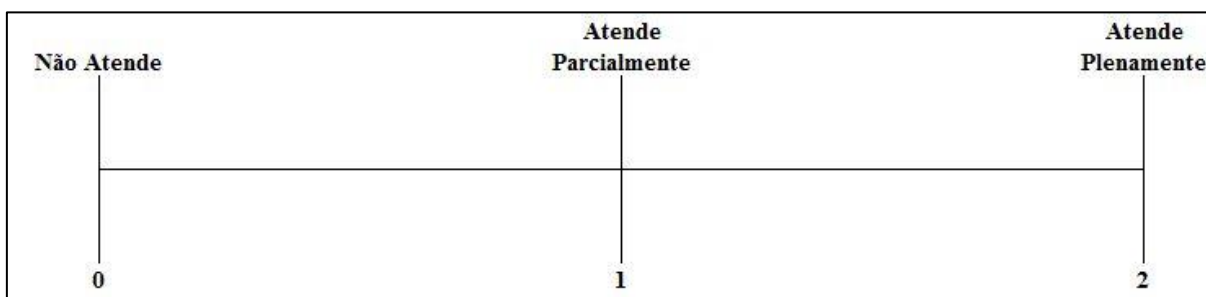 Não Atende
Atende
Parcialmente
Atende
Plenamente
0
1
2